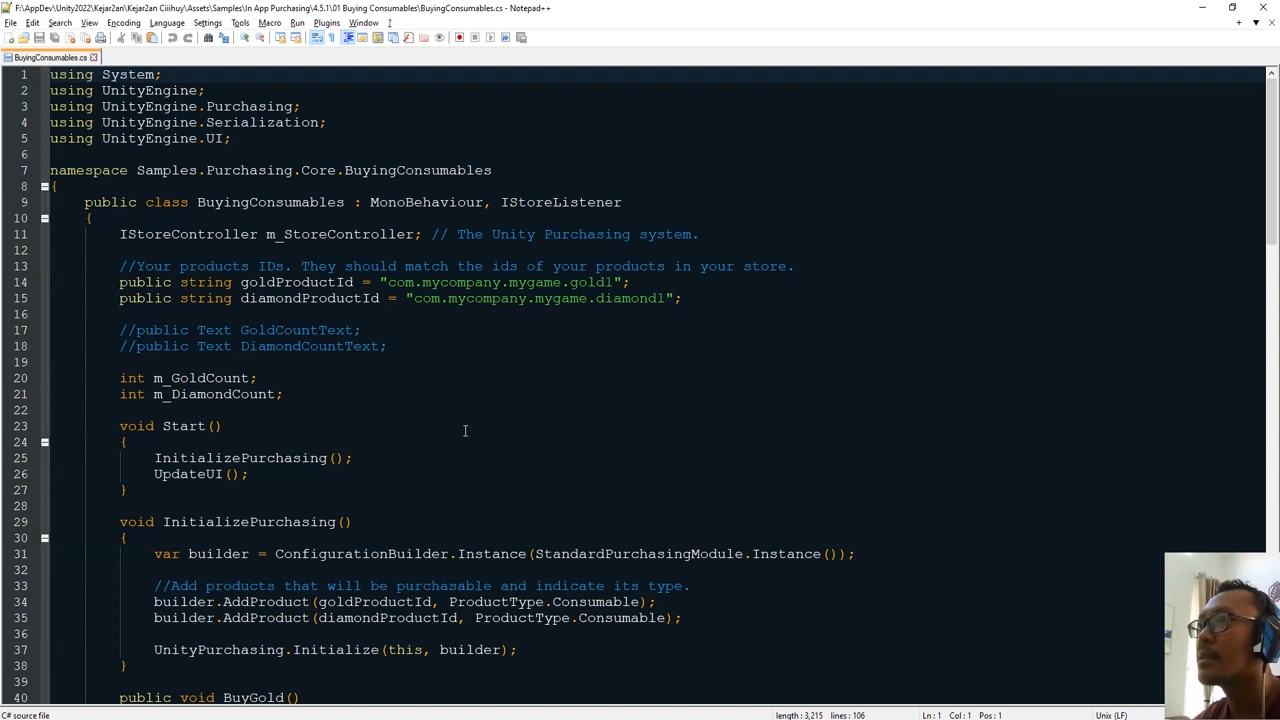 F:\AppDev\Unity2022\Kejar2an\Kejar2an Ciiihuy\Assets\Samples\In App Purchasing\4.5.1\01 Buying Consumables\BuyingConsumables.cs - Notepad++
File Edit Search View Encoding Language Settings Tools Macro Run Plugins Window ?
BuyingConsumables.cs
1 using System;
2 using UnityEngine;
3 using UnityEngine.Purchasing;
4 using UnityEngine.Serialization;
5 using UnityEngine.UI;
6
7 namespace Samples.Purchasing.Core.BuyingConsumables
8 {
9 public class BuyingConsumables : MonoBehaviour, IStoreListener
10 {
11 IStoreController m_StoreController; // The Unity Purchasing system.
12
13 //Your products IDs. They should match the ids of your products in your store.
14 public string goldProductId = "com.mycompany.mygame.gold1";
15 public string diamondProductId = "com.mycompany.mygame.diamond1";
16
17 //public Text GoldCountText;
18 //public Text DiamondCountText;
19
20 int m_GoldCount;
21 int m_DiamondCount;
22
23 void Start()
24 {
25 InitializePurchasing();
26 UpdateUI();
27 }
28
29 void InitializePurchasing()
30 {
31 var builder = ConfigurationBuilder.Instance(StandardPurchasingModule.Instance());
32
33 //Add products that will be purchasable and indicate its type.
34 builder.AddProduct(goldProductId, ProductType.Consumable);
35 builder.AddProduct(diamondProductId, ProductType.Consumable);
36
37 UnityPurchasing.Initialize(this, builder);
38 }
39
40 public void BuyGold()
C# source file length : 3,215 lines : 106 Ln : 1 Col : 1 Pos : 1 Unix (LF)